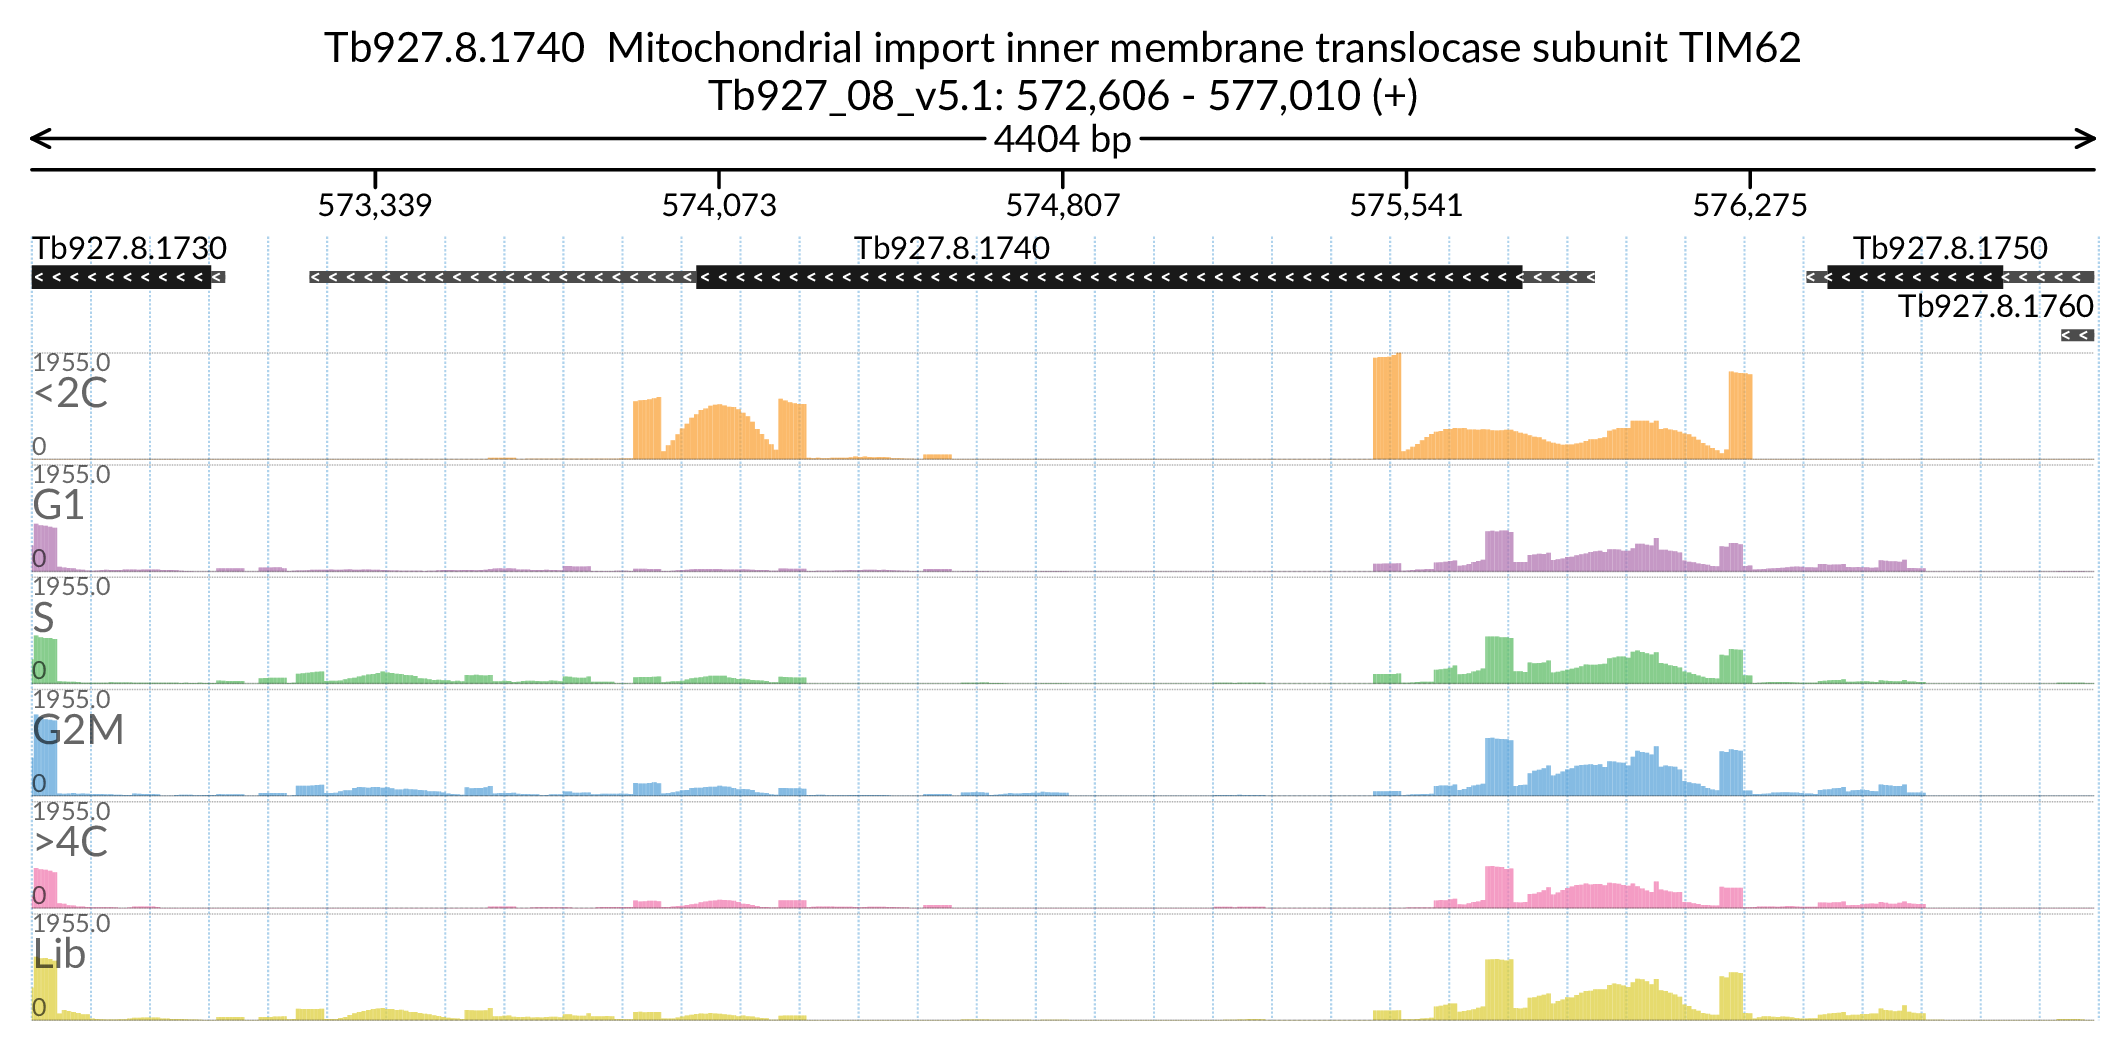 Tb927.8.1740  Mitochondrial import inner membrane translocase subunit TIM62
Tb927_08_v5.1: 572,606 - 577,010 (+)
4404 bp
573,339 574,073 574,807 575,541 576,275
Tb927.8.1730 Tb927.8.1740 Tb927.8.1750
Tb927.8.1760
1955.0
<2C
0
1955.0
G1
0
1955.0
S
0
1955.0
G2M
0
1955.0
>4C
0
1955.0
Lib
0